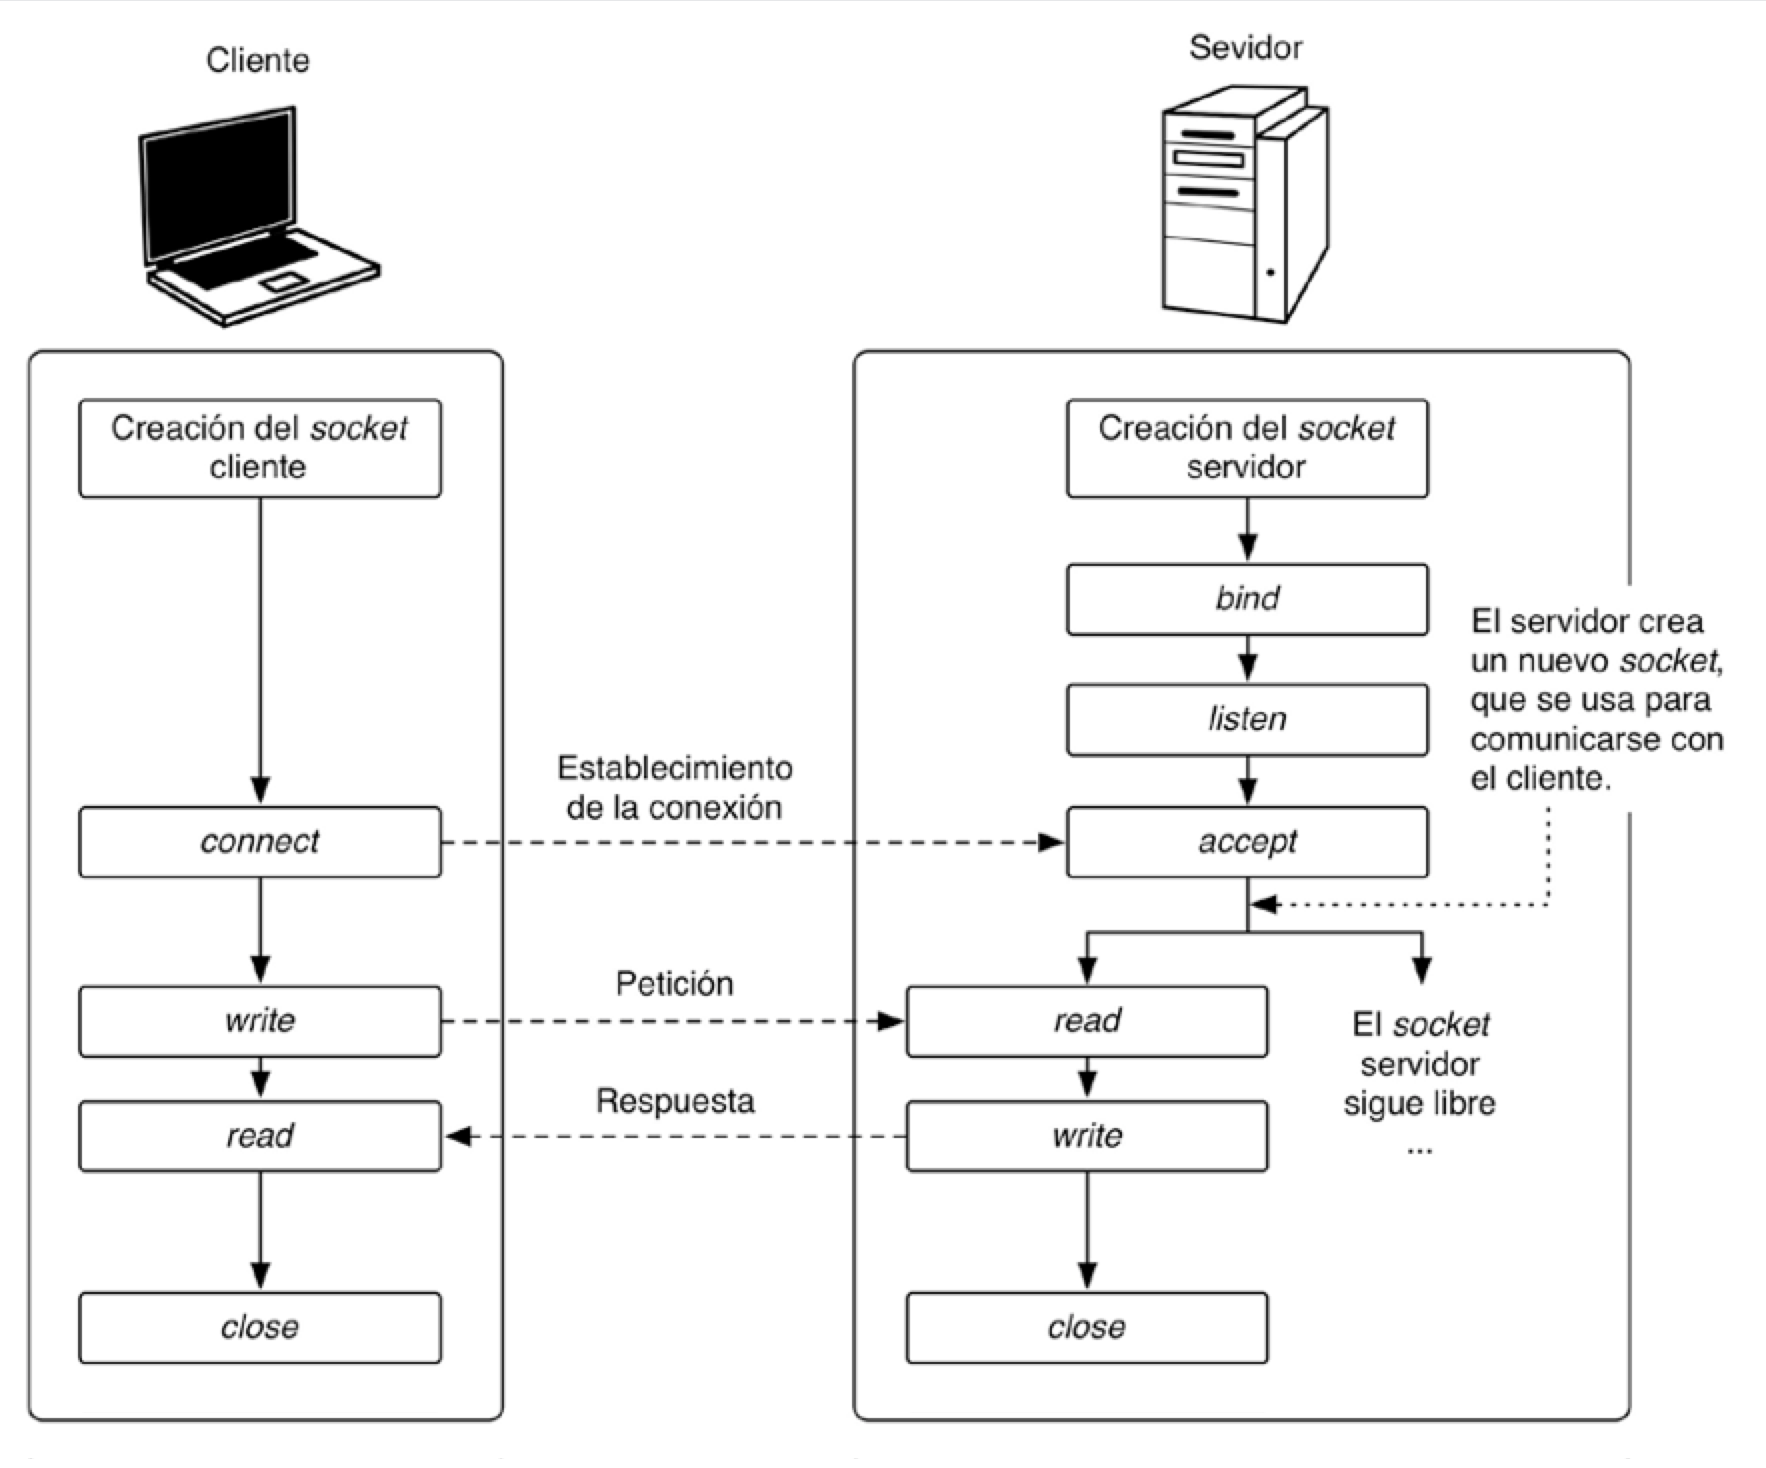 Cliente
Sevidor
Creación del socket
cliente
Creación del socket
servidor
bind
El servidor crea
un nuevo socket,
que se usa para
comunicarse con
el cliente.
listen
Establecimiento
de la conexión
connect
accept
Petición
write
read
El socket
servidor
sigue libre
...
Respuesta
read
write
close
close